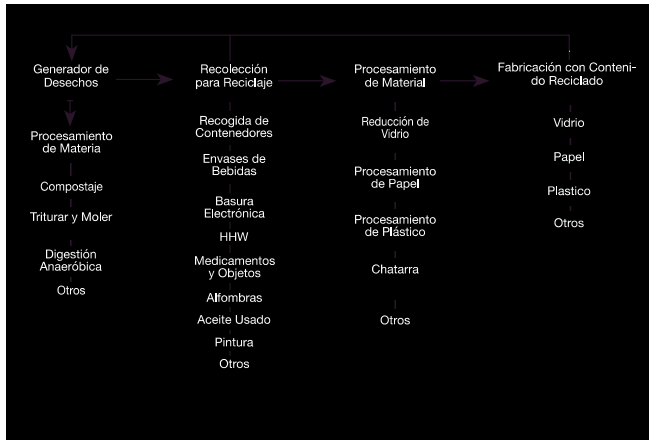 Generador de
Desechos
Procesamiento
de Materia
Compostaje
Triturar y Moler
Digestión
Anaeróbica
Otros
Recolección
para Reciclaje
Recogida de
Contenedores
Envases de
Bebidas
Basura
Electrónica
HHW
Medicamentos
y Objetos
Alfombras
Aceite Usado
Pintura
Otros
Procesamiento
de Material
Reducción de
Vidrio
Procesamiento
de Papel
Procesamiento
de Plástico
Chatarra
Otros
Fabricación con Conteni-
do Reciclado
Vidrio
Papel
Plastico
Otros